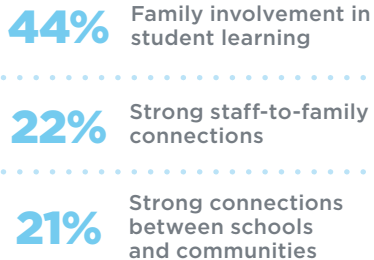 44% Family involvement in
student learning
22% Strong staff-to-family
connections
21% Strong connections
between schools
and communities